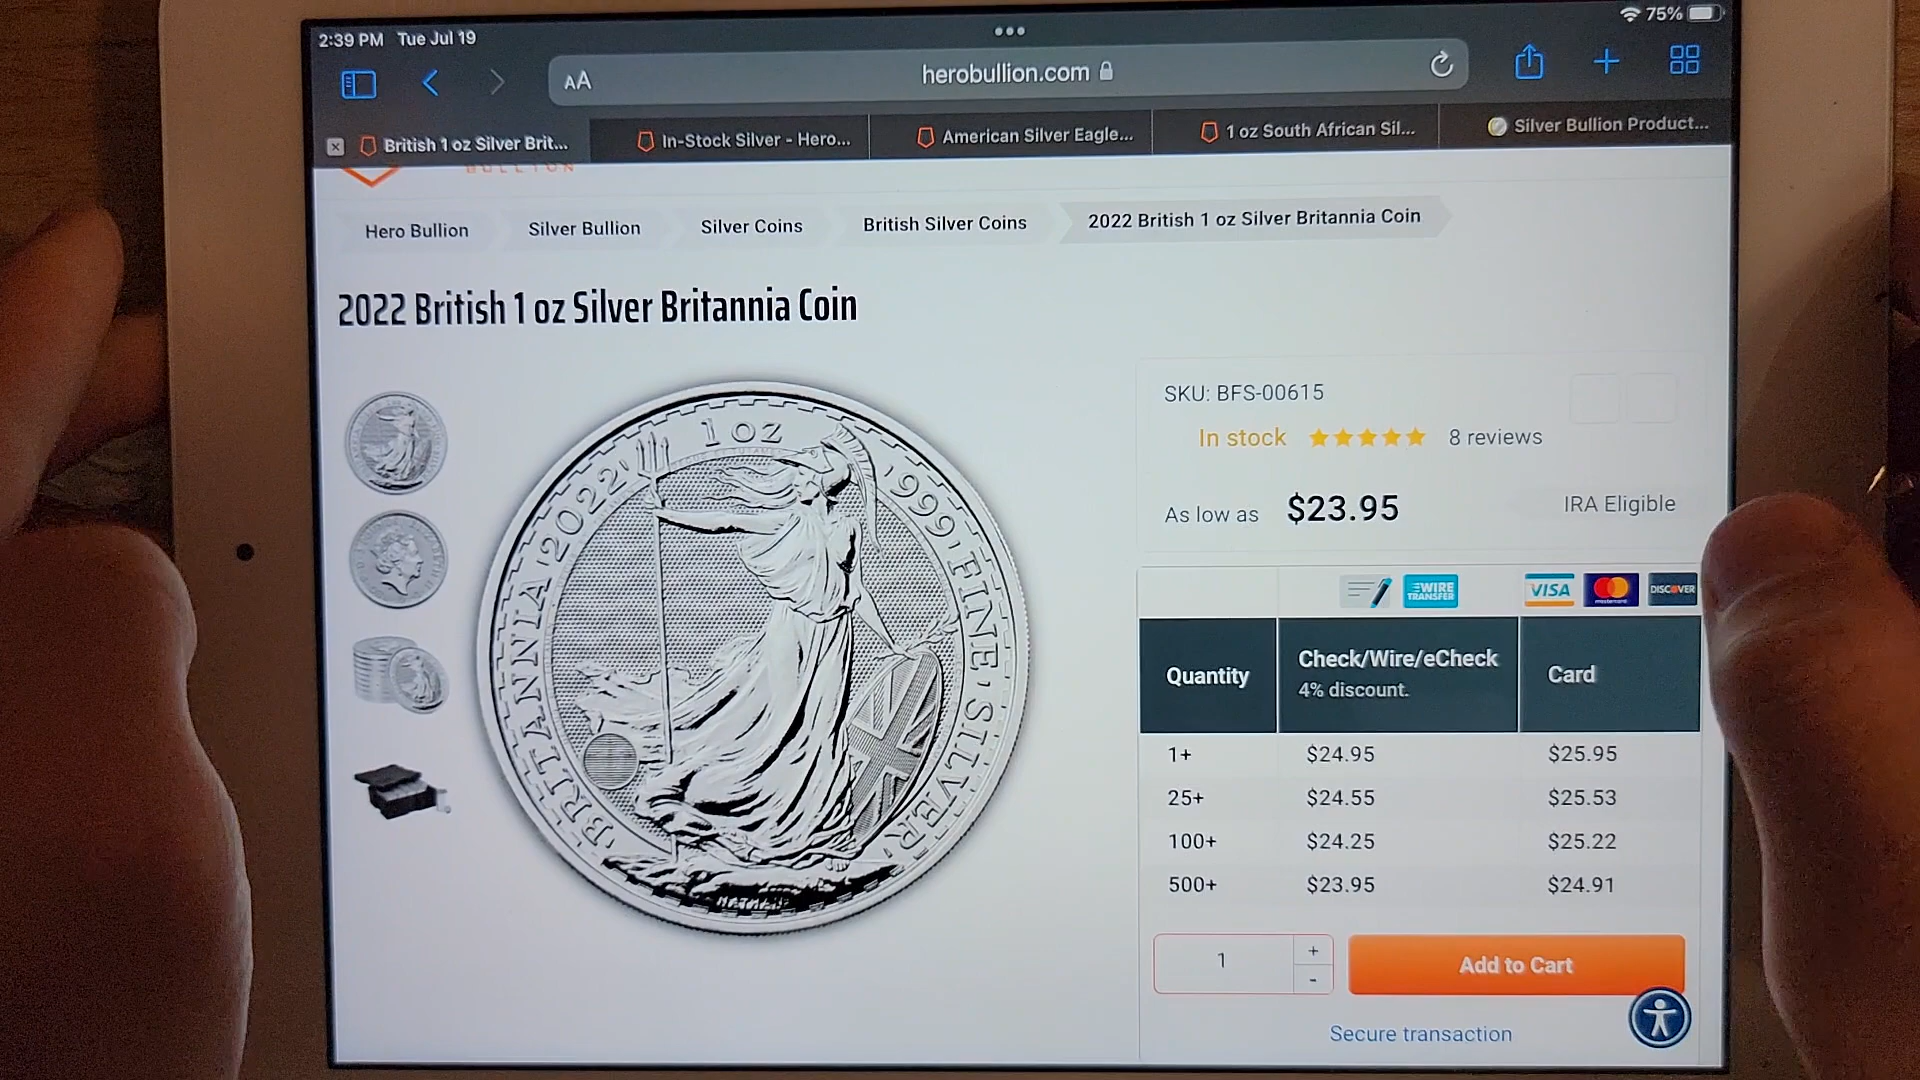 2:39 PM Tue Jul 19
75%
AA herobullion.com
British 1 oz Silver Brit...
In-Stock Silver - Hero...
American Silver Eagle...
1 oz South African Sil...
Silver Bullion Product...
BULLION
Hero Bullion
Silver Bullion
Silver Coins
British Silver Coins
2022 British 1 oz Silver Britannia Coin
2022 British 1 oz Silver Britannia Coin
1 OZ
BRITANNIA 2022
999 FINE SILVER
SKU: BFS-00615
In stock 8 reviews
As low as $23.95 IRA Eligible
WIRE TRANSFER
VISA
mastercard
DISCOVER
Quantity Check/Wire/eCheck Card
4% discount.
1+ $24.95 $25.95
25+ $24.55 $25.53
100+ $24.25 $25.22
500+ $23.95 $24.91
1 + -
Add to Cart
Secure transaction